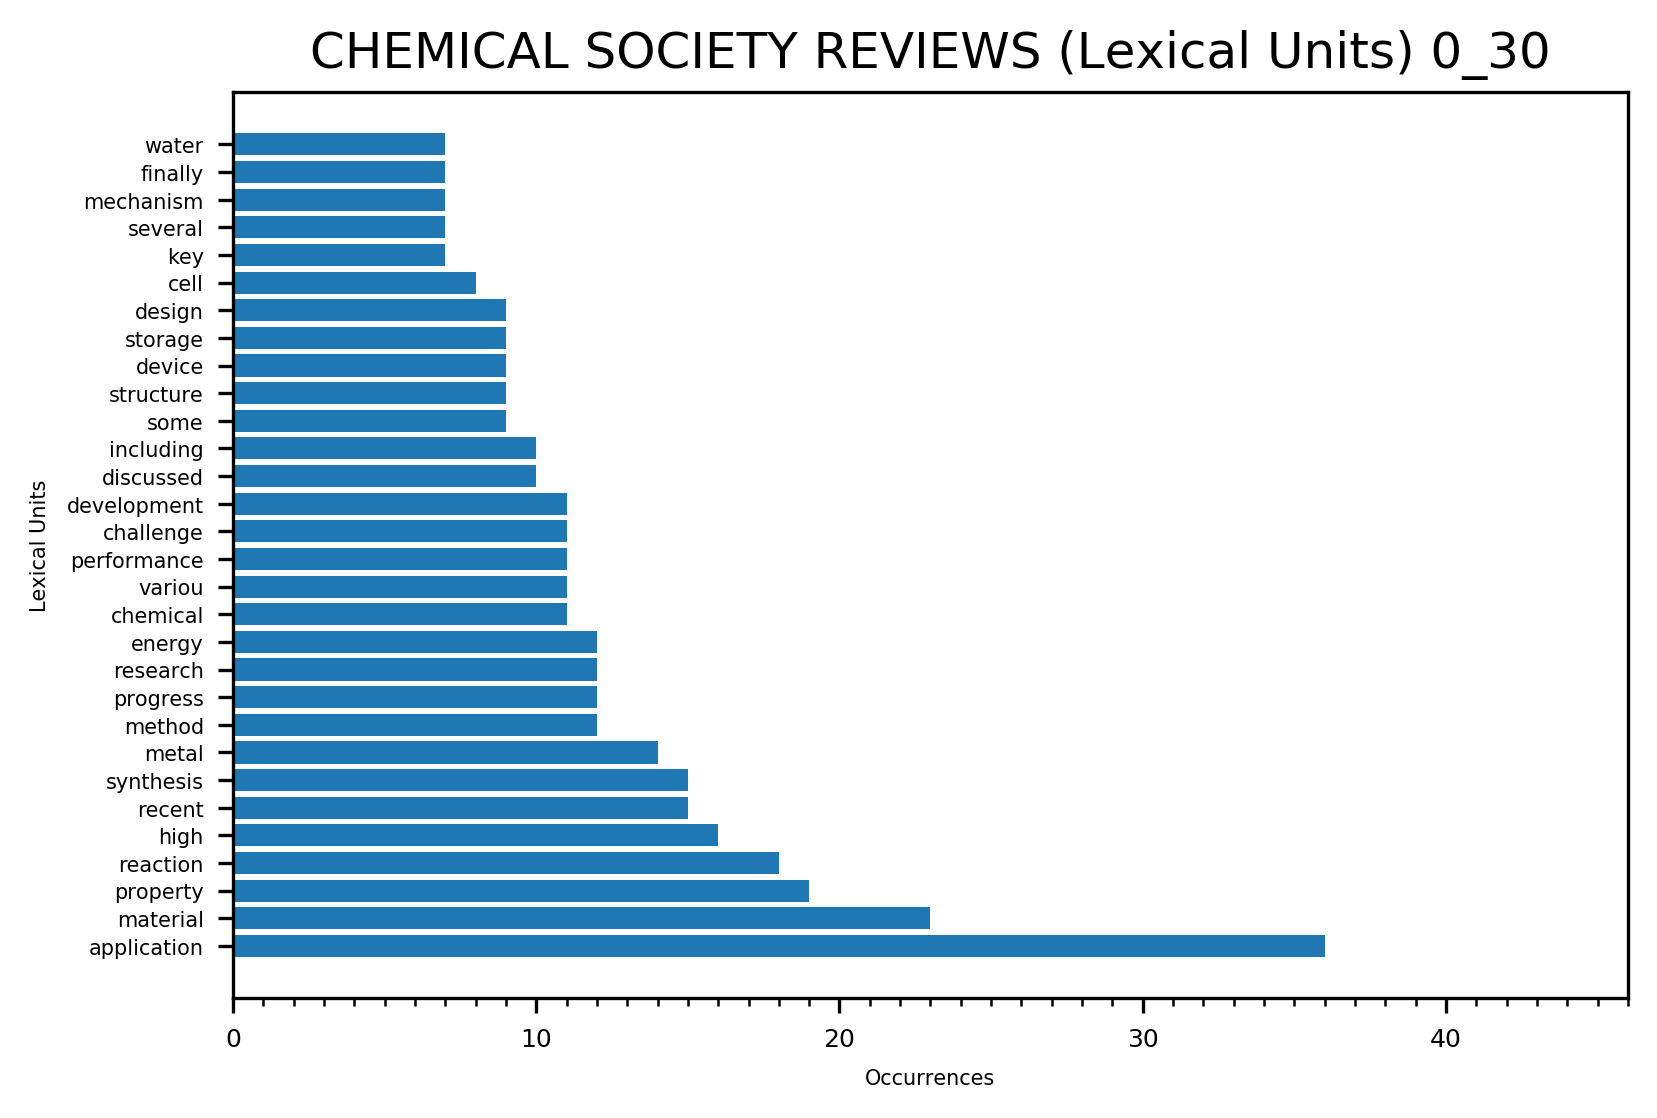 CHEMICAL SOCIETY REVIEWS (Lexical Units) 0_30
water
finally
mechanism
several
key
cell
design
storage
device
structure
some
including
discussed
development
challenge
performance
variou
chemical
energy
research
progress
method
metal
synthesis
recent
high
reaction
property
material
application
Lexical Units
0 10 20 30 40
Occurrences